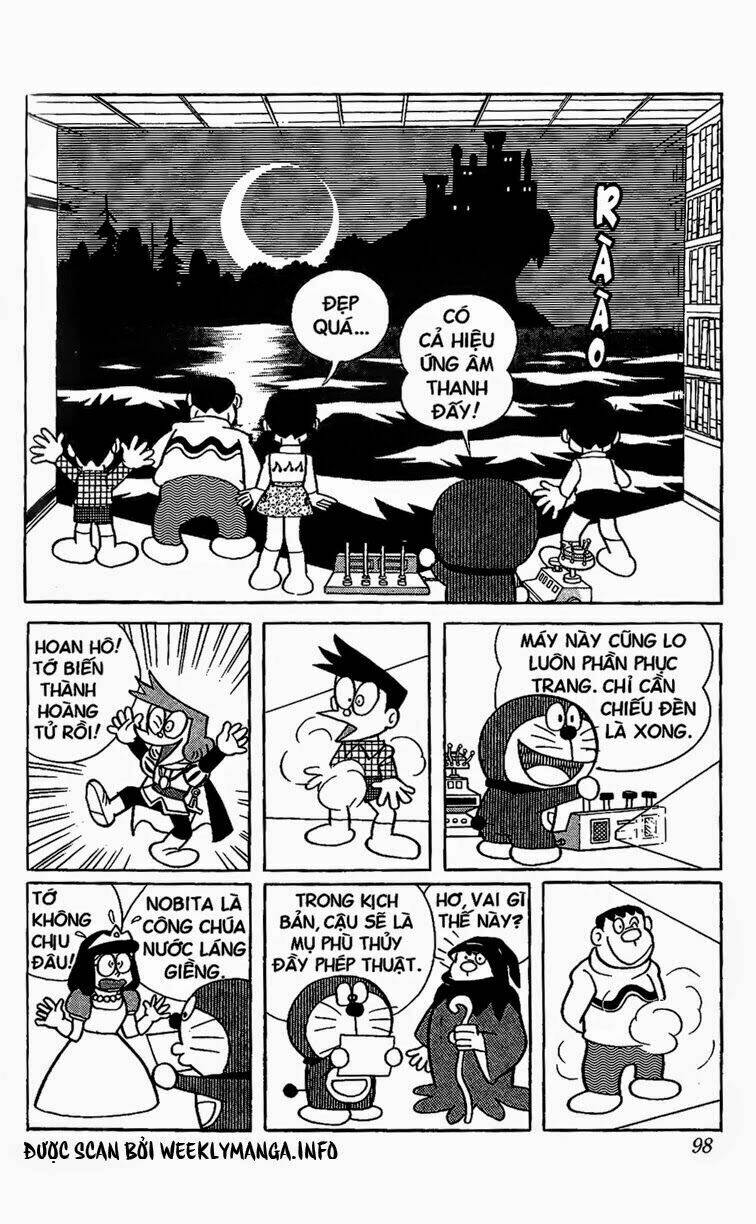 RÀÀO
CÓ
CẢ HIỆU
ỨNG ÂM
THANH
ĐẤY!
ĐẸP
QUÁ...
MÁY NÀY CŨNG LO
LUÔN PHẦN PHỤC
TRANG. CHỈ CẦN
CHIẾU ĐÈN
LÀ XONG.
HOAN HÔ!
TỚ BIẾN
THÀNH
HOÀNG
TỬ RỒI!
HƠ, VAI GÌ
THẾ NÀY?
TRONG KỊCH
BẢN, CẬU SẼ LÀ
MỤ PHÙ THỦY
ĐẦY PHÉP THUẬT.
NOBITA LÀ
CÔNG CHÚA
NƯỚC LÁNG
GIỀNG.
TỚ
KHÔNG
CHỊU
ĐÂU!
ĐƯỢC SCAN BỞI WEEKLYMANGA.INFO
98